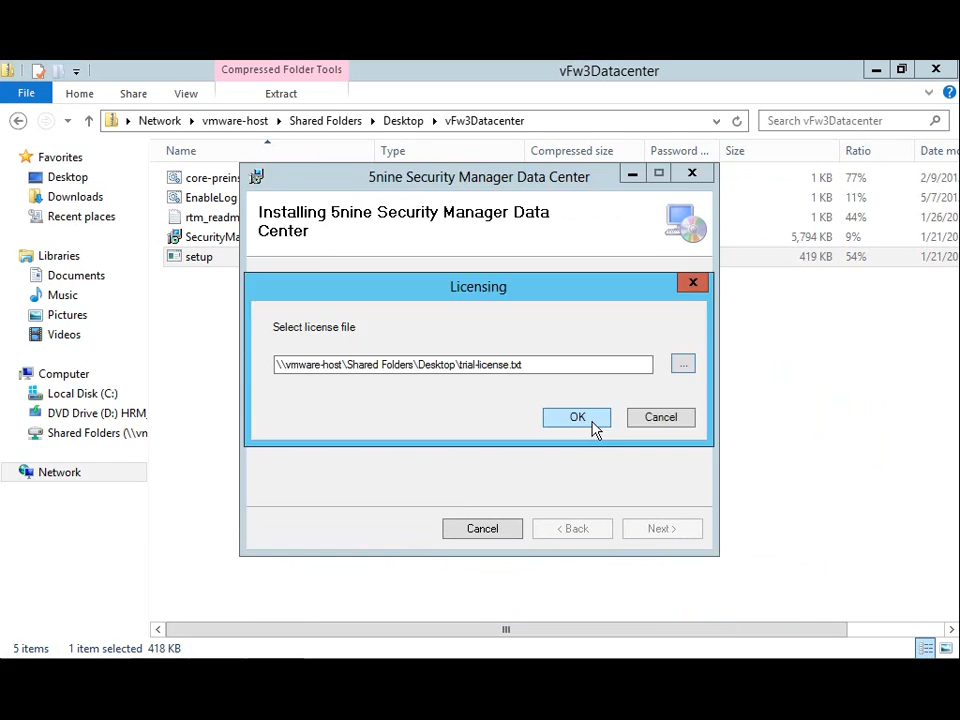 Compressed Folder Tools
vFw3Datacenter
File Home Share View Extract
Network vmware-host Shared Folders Desktop vFw3Datacenter Search vFw3Datacenter
Name Type Compressed size Password ... Size Ratio Date mo
Favorites
Desktop
Downloads
Recent places
Libraries
Documents
Music
Pictures
Videos
Computer
Local Disk (C:)
DVD Drive (D:) HRM_
Shared Folders (\\vn
Network
core-preins 1 KB 77% 2/9/201
EnableLog 1 KB 11% 5/7/201
rtm_readm 1 KB 44% 1/26/20
SecurityMa 5,794 KB 9% 1/21/20
setup 419 KB 54% 1/21/20
5nine Security Manager Data Center
Installing 5nine Security Manager Data
Center
Licensing
Select license file
\\vmware-host\Shared Folders\Desktop\trial-license.txt ...
OK Cancel
Cancel < Back Next >
5 items 1 item selected 418 KB